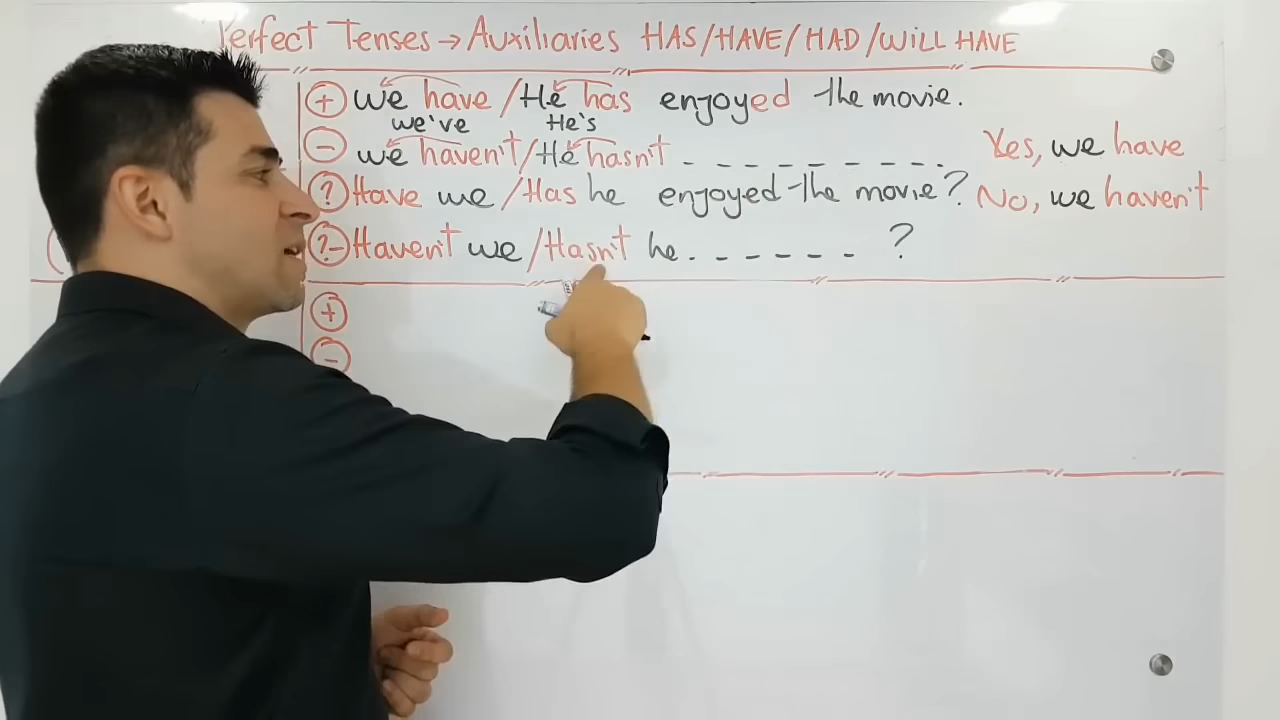 Perfect Tenses → Auxiliaries HAS/HAVE/HAD/WILL HAVE
(+) We have /He has enjoyed the movie.
we've He's
(-) we haven't/He hasn't - - - - - - - - - . Yes, we have
(?) Have we /Has he enjoyed the movie? No, we haven't
(?-) Haven't we /Hasn't he . - - - - - ?
(+)
(-)